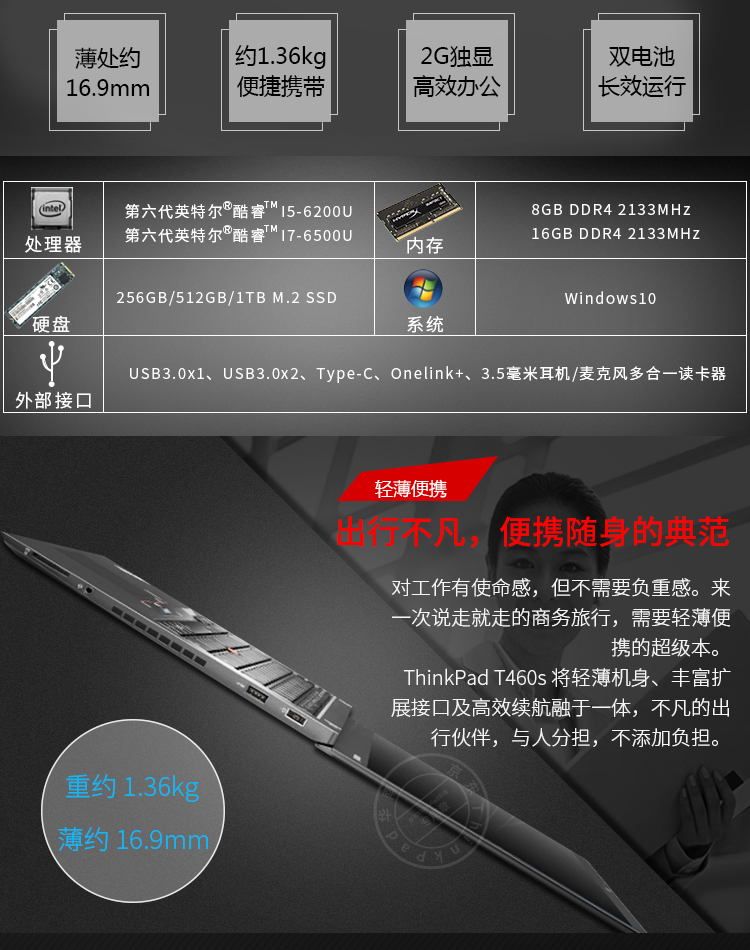 薄处约
16.9mm
约1.36kg
便捷携带
2G独显
高效办公
双电池
长效运行
intel
处理器
第六代英特尔®酷睿™I5-6200U
第六代英特尔®酷睿™I7-6500U
内存
8GB DDR4 2133MHz
16GB DDR4 2133MHz
硬盘
256GB/512GB/1TB M.2 SSD
系统
Windows10
外部接口
USB3.0x1、USB3.0x2、Type-C、Onelink+、3.5毫米耳机/麦克风多合一读卡器
轻薄便携
出行不凡，便携随身的典范
对工作有使命感，但不需要负重感。来
一次说走就走的商务旅行，需要轻薄便
携的超级本。
ThinkPad T460s 将轻薄机身、丰富扩
展接口及高效续航融于一体，不凡的出
行伙伴，与人分担，不添加负担。
重约 1.36kg
薄约 16.9mm
ThinkPad